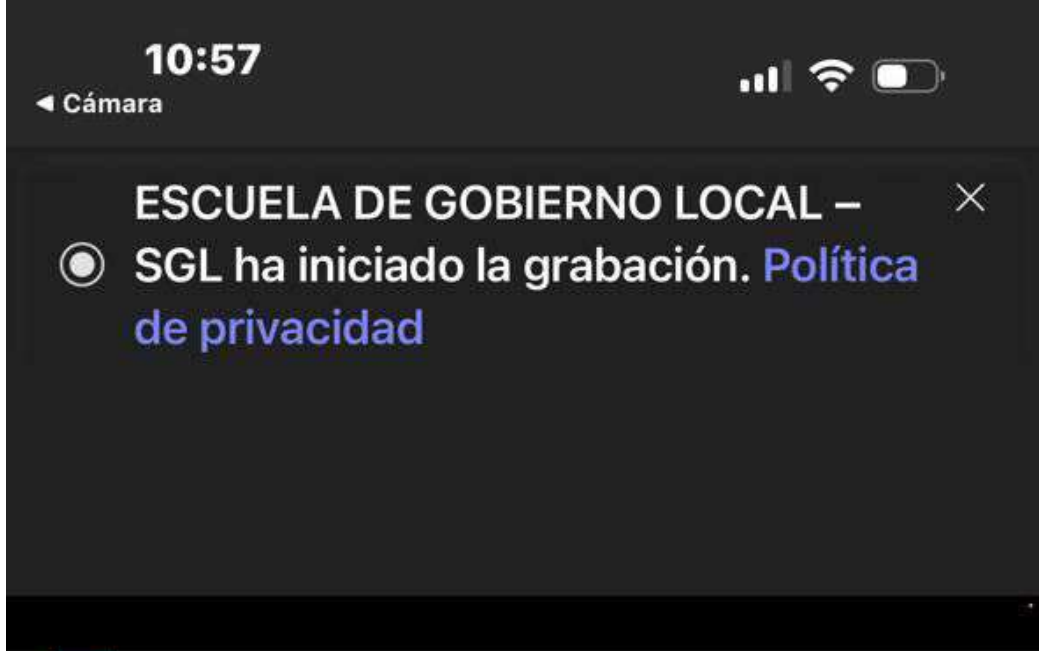 10:57
◀ Cámara
ESCUELA DE GOBIERNO LOCAL –
SGL ha iniciado la grabación. Política
de privacidad